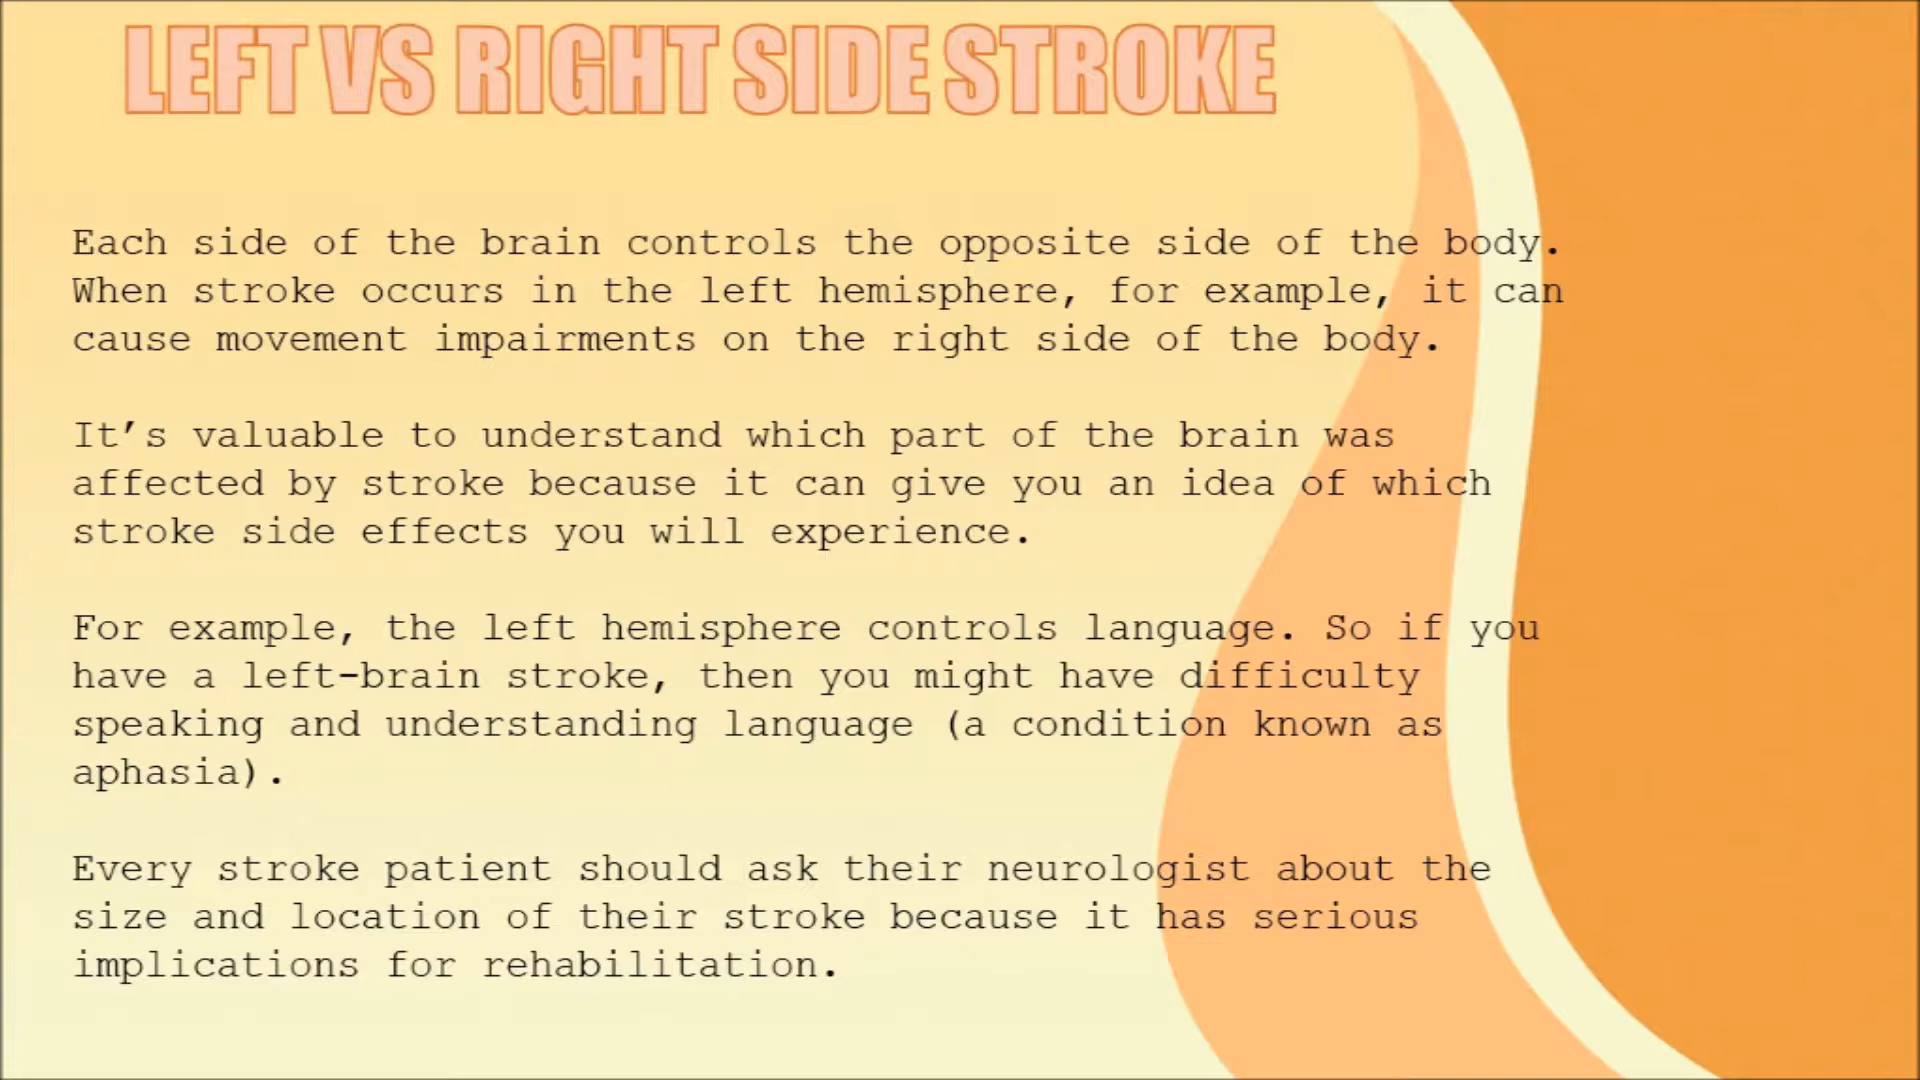 LEFT VS RIGHT SIDE STROKE
Each side of the brain controls the opposite side of the body.
When stroke occurs in the left hemisphere, for example, it can
cause movement impairments on the right side of the body.
It’s valuable to understand which part of the brain was
affected by stroke because it can give you an idea of which
stroke side effects you will experience.
For example, the left hemisphere controls language. So if you
have a left-brain stroke, then you might have difficulty
speaking and understanding language (a condition known as
aphasia).
Every stroke patient should ask their neurologist about the
size and location of their stroke because it has serious
implications for rehabilitation.